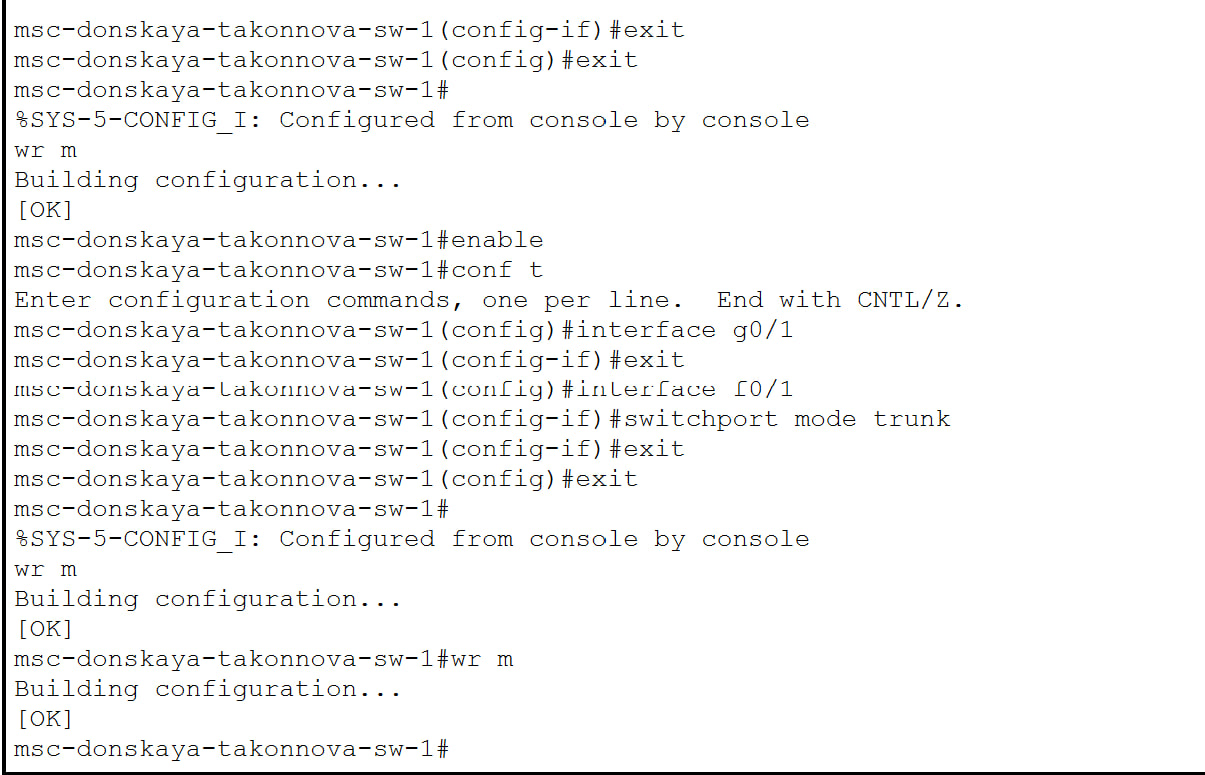 msc-donskaya-takonnova-sw-1(config-if)#exit
msc-donskaya-takonnova-sw-1(config)#exit
msc-donskaya-takonnova-sw-1#
%SYS-5-CONFIG_I: Configured from console by console
wr m
Building configuration...
[OK]
msc-donskaya-takonnova-sw-1#enable
msc-donskaya-takonnova-sw-1#conf t
Enter configuration commands, one per line.  End with CNTL/Z.
msc-donskaya-takonnova-sw-1(config)#interface g0/1
msc-donskaya-takonnova-sw-1(config-if)#exit
msc-donskaya-takonnova-sw-1(config)#interface f0/1
msc-donskaya-takonnova-sw-1(config-if)#switchport mode trunk
msc-donskaya-takonnova-sw-1(config-if)#exit
msc-donskaya-takonnova-sw-1(config)#exit
msc-donskaya-takonnova-sw-1#
%SYS-5-CONFIG_I: Configured from console by console
wr m
Building configuration...
[OK]
msc-donskaya-takonnova-sw-1#wr m
Building configuration...
[OK]
msc-donskaya-takonnova-sw-1#